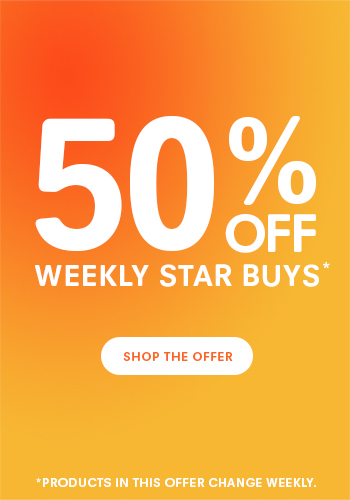 50% OFF
WEEKLY STAR BUYS*
SHOP THE OFFER
*PRODUCTS IN THIS OFFER CHANGE WEEKLY.